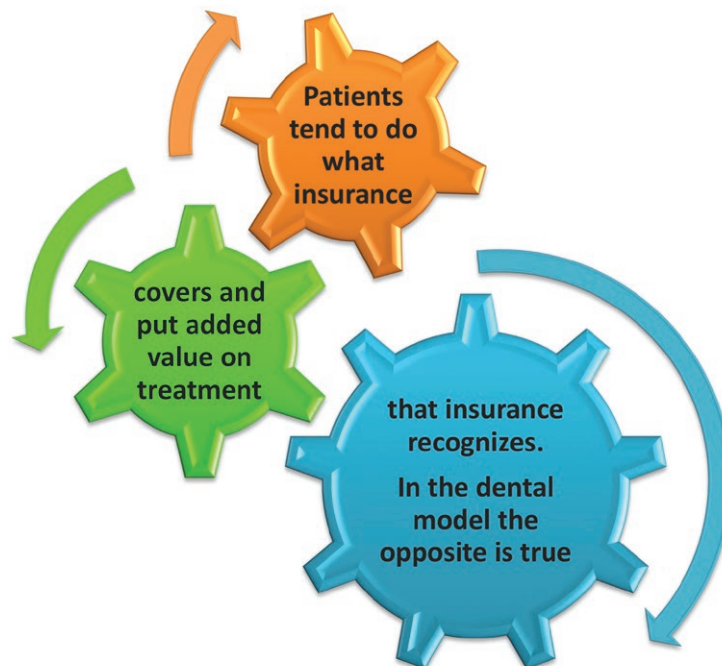 Patients
tend to do
what
insurance
covers and
put added
value on
treatment
that insurance
recognizes.
In the dental
model the
opposite is true